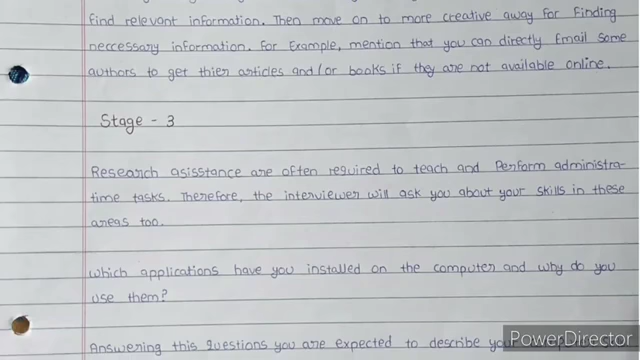 find relevant information. Then move on to more creative away for finding
neccessary information. For Example, mention that you can directly Email some
authors to get thier articles and/or books if they are not available online.
Stage - 3
Research asisstance are often required to teach and Perform administra-
time tasks. Therefore, the interviewer will ask you about your skills in these
areas too.
Which applications have you installed on the computer and why do you
use them?
Answering this questions you are expected to describe your
PowerDirector